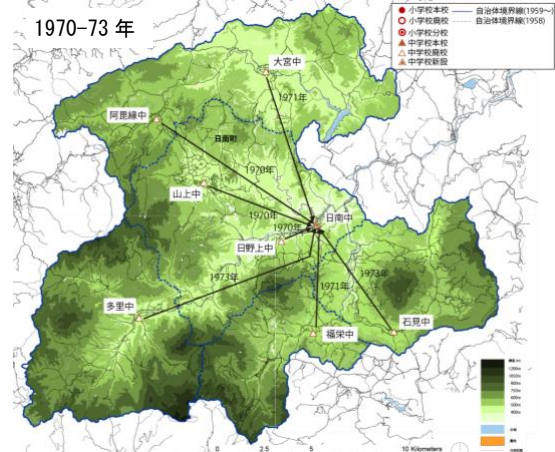 1970-73 年
小学校本校
小学校廃校
小学校分校
中学校本校
中学校廃校
中学校新設
自治体境界線(1959〜)
自治体境界線(1958)
大宮中
1971年
阿毘縁中
日南町
1970年
山上中
1970年
日南中
1970年
日野上中
1973年
1971年
1973年
多里中
福栄中
石見中
0 2.5 5 10 Kilometers